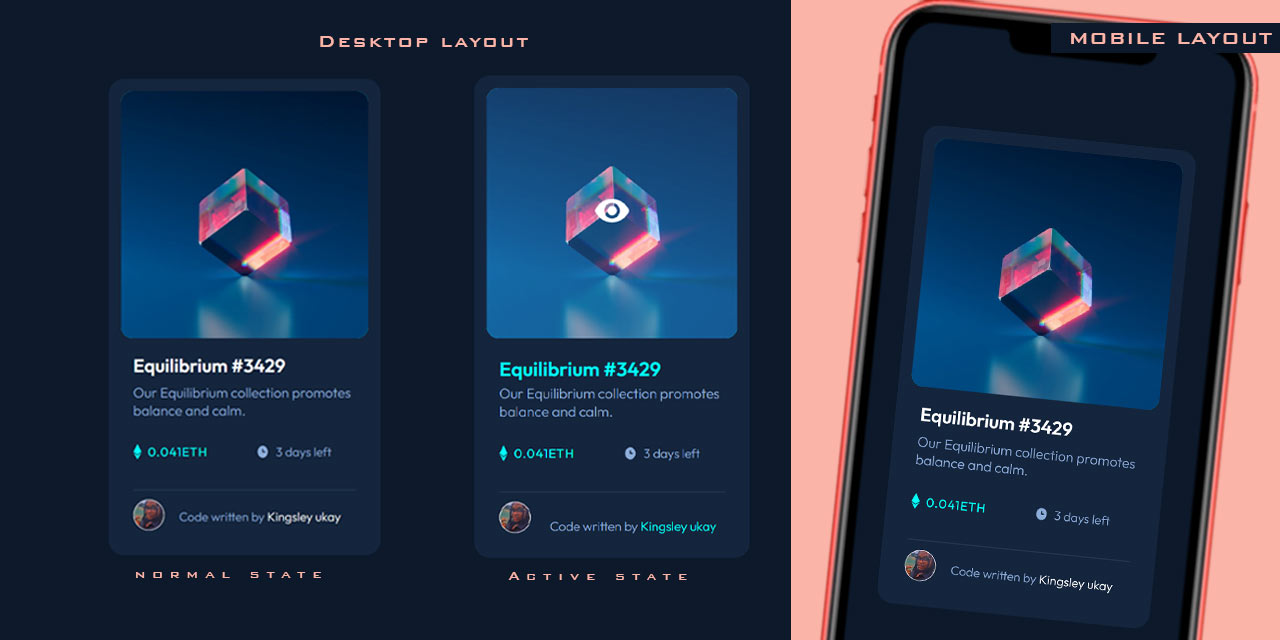 Desktop layout
Equilibrium #3429
Our Equilibrium collection promotes
balance and calm.
0.041ETH
3 days left
Code written by Kingsley ukay
Normal state
Equilibrium #3429
Our Equilibrium collection promotes
balance and calm.
0.041ETH
3 days left
Code written by Kingsley ukay
Active state
MOBILE LAYOUT
Equilibrium #3429
Our Equilibrium collection promotes
balance and calm.
0.041ETH
3 days left
Code written by Kingsley ukay